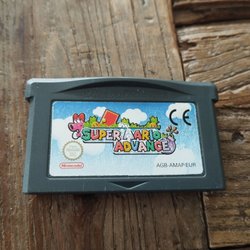 SUPER MARIO
ADVANCE
CE
Nintendo
AGB-AMAP-EUR